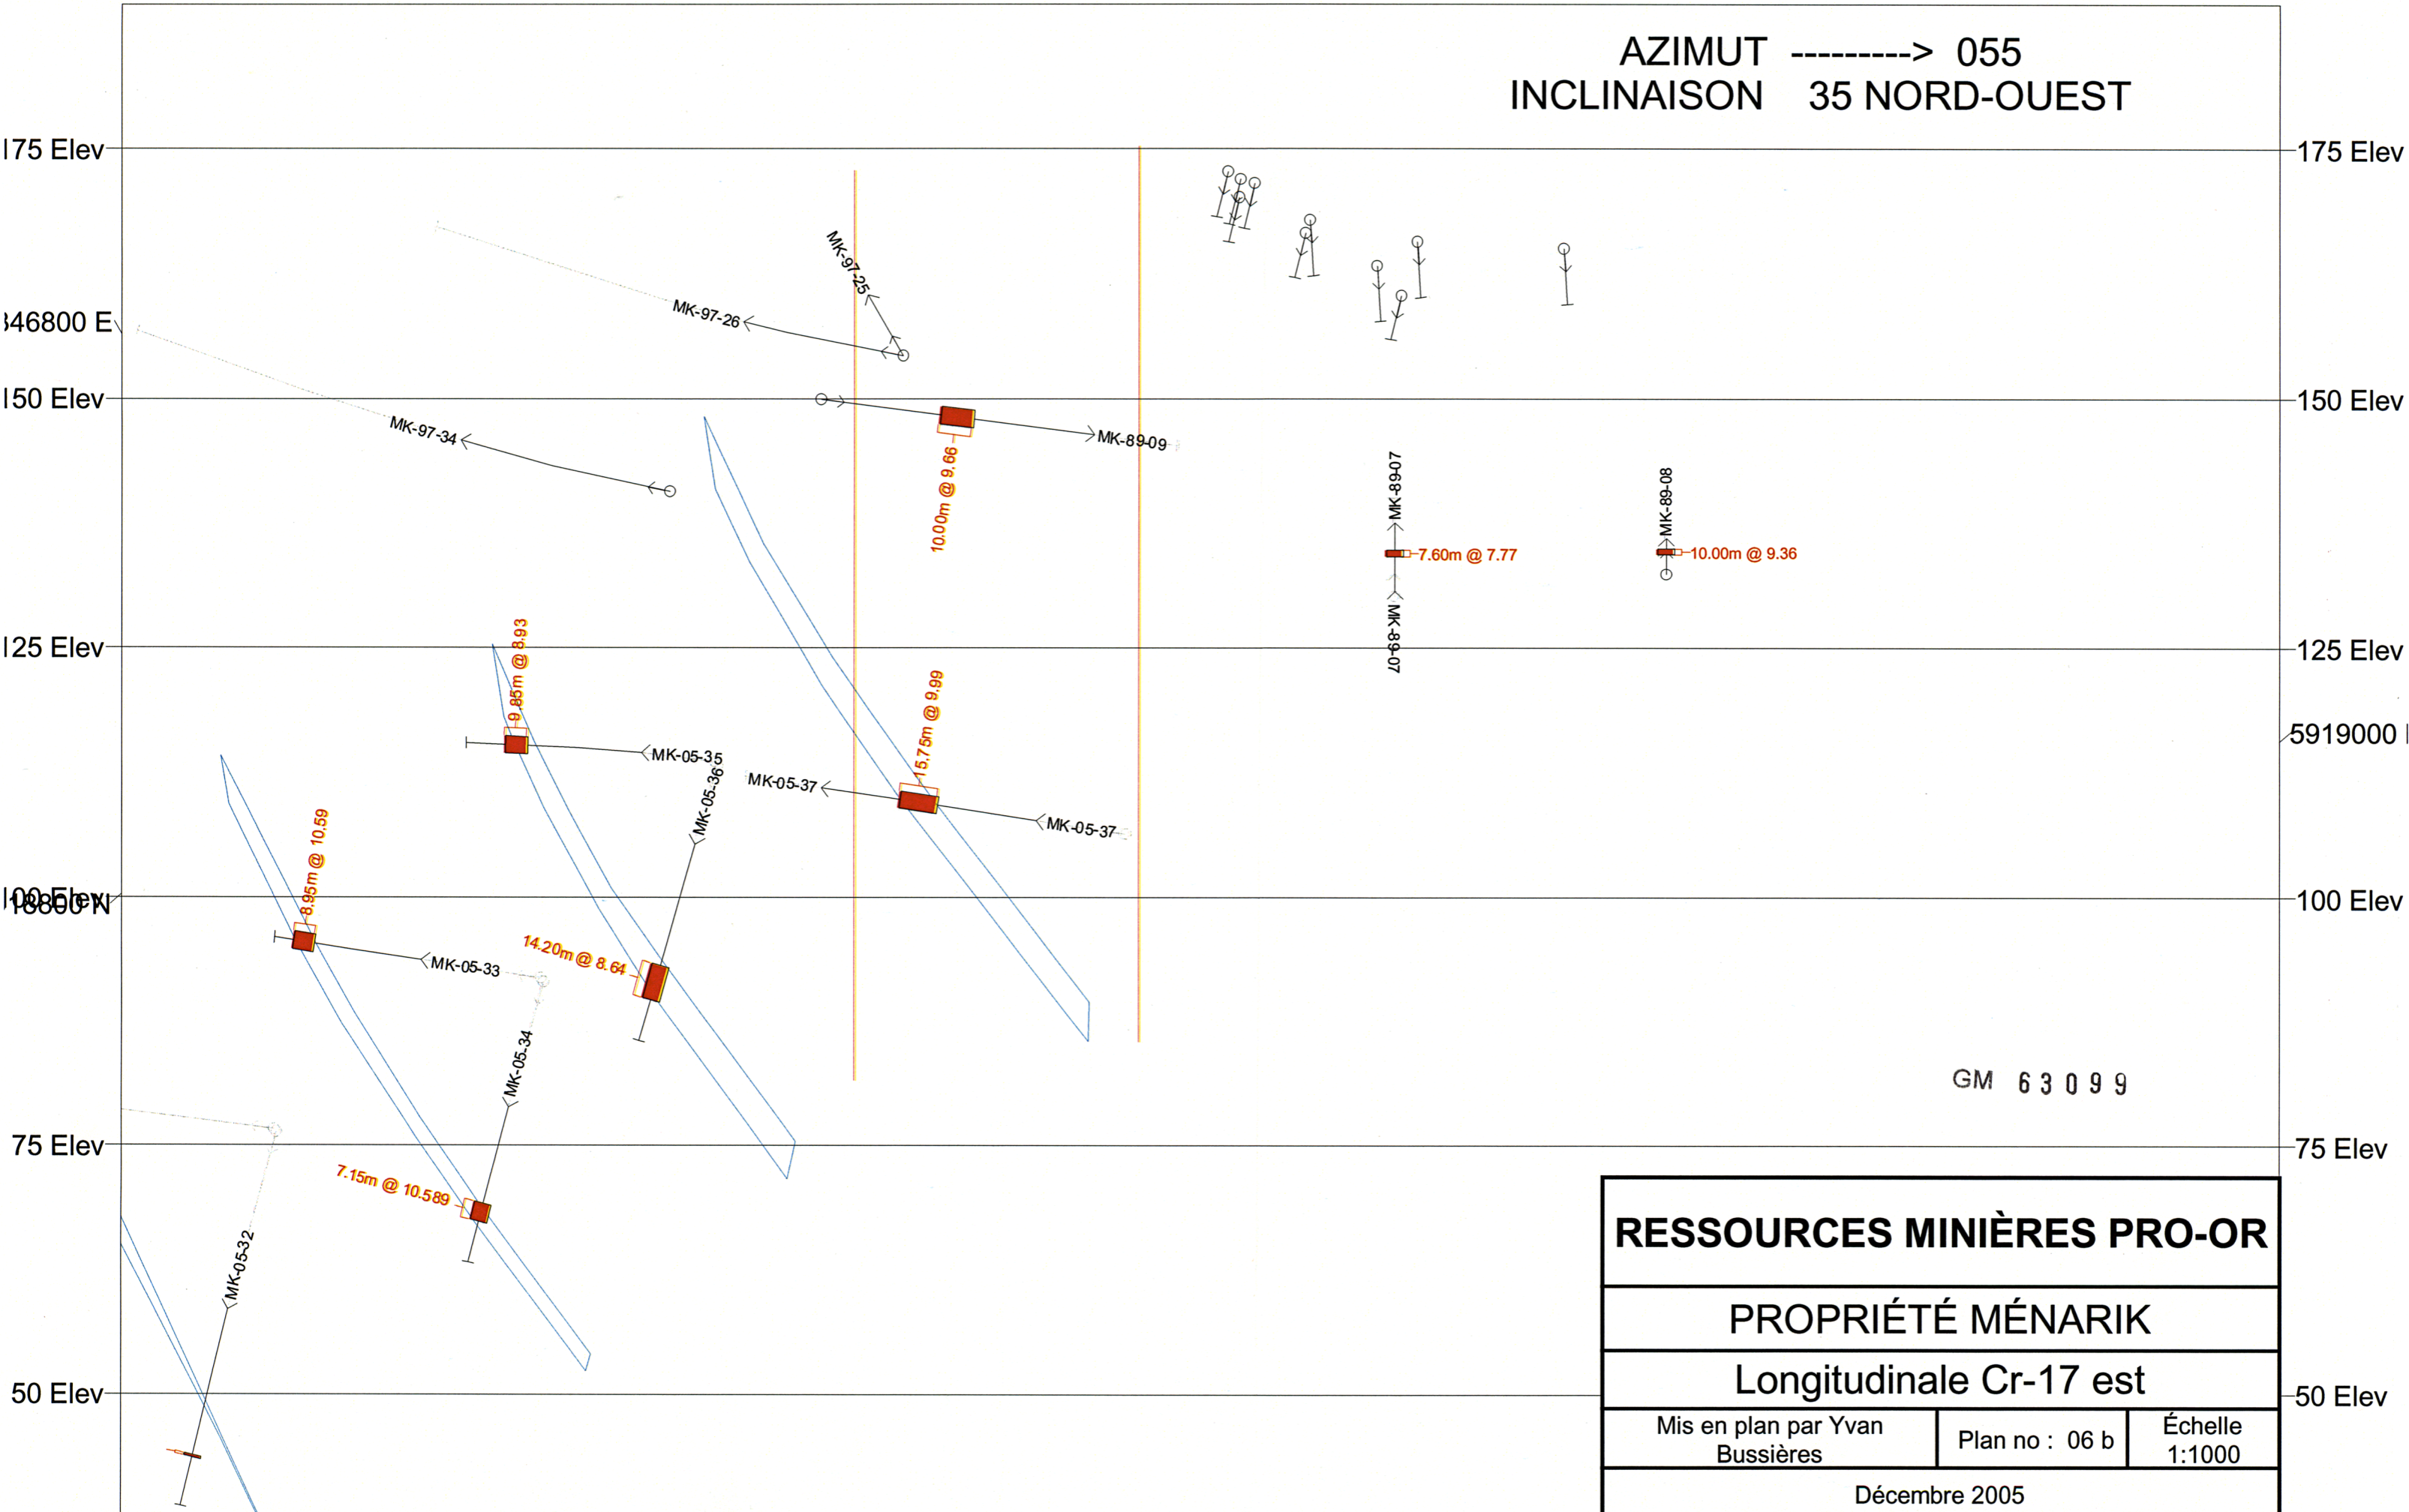 AZIMUT ---------> 055
INCLINAISON 35 NORD-OUEST
175 Elev
175 Elev
MK-97-25
MK-97-26
346800 E
150 Elev
150 Elev
MK-97-34
MK-89-09
10.00m @ 9.66
MK-89-07
7.60m @ 7.77
MK-89-07
MK-89-08
10.00m @ 9.36
125 Elev
125 Elev
9.85m @ 8.93
MK-05-35
MK-05-36
15.75m @ 9.99
MK-05-37
MK-05-37
5919000
8.95m @ 10.59
100 Elev
18800 N
100 Elev
MK-05-33
14.20m @ 8.64
MK-05-34
GM 63099
75 Elev
75 Elev
7.15m @ 10.589
MK-05-32
50 Elev
50 Elev
RESSOURCES MINIÈRES PRO-OR
PROPRIÉTÉ MÉNARIK
Longitudinale Cr-17 est
Mis en plan par Yvan
Bussières
Plan no : 06 b
Échelle
1:1000
Décembre 2005